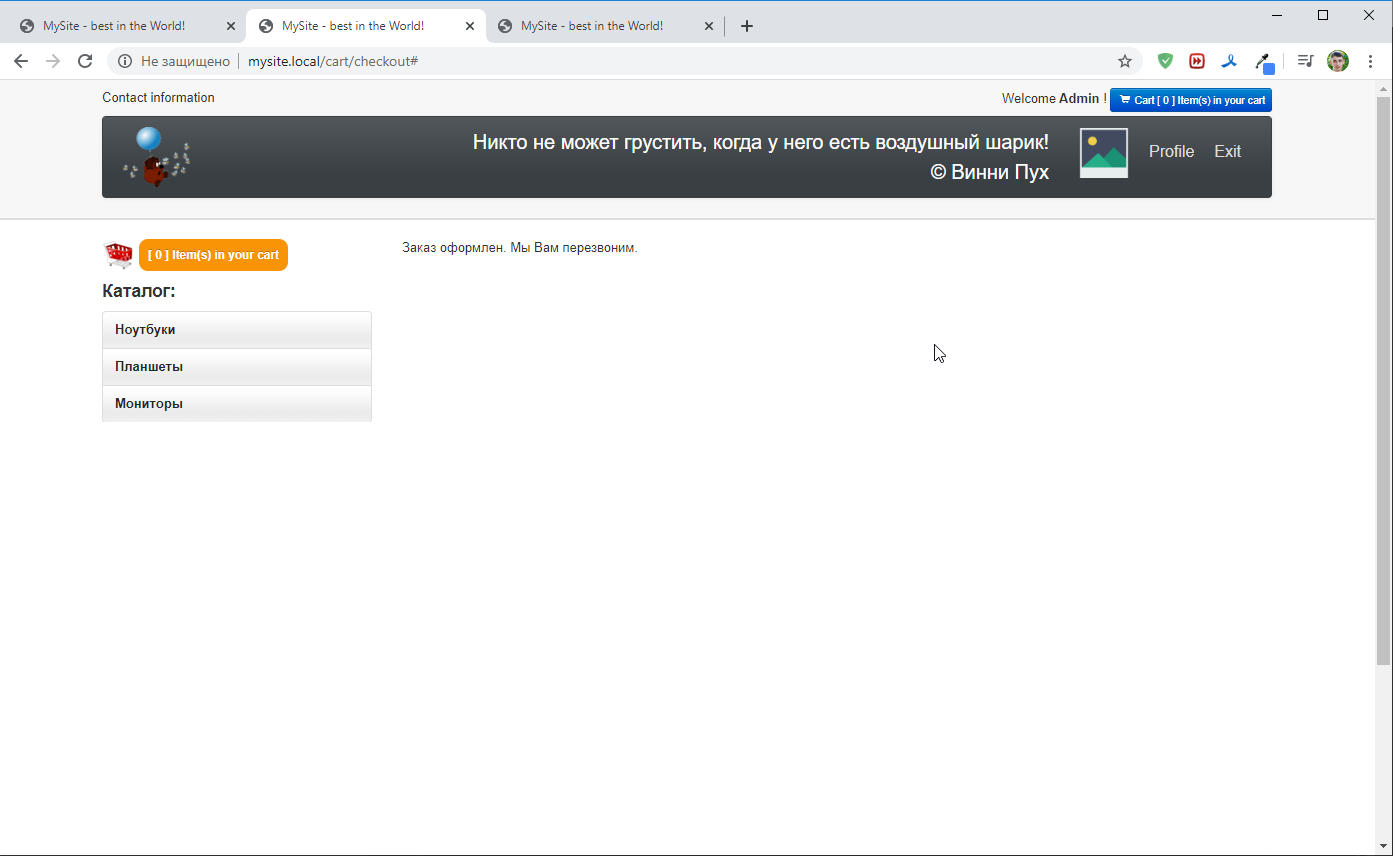 MySite - best in the World!
MySite - best in the World!
MySite - best in the World!
Не защищено
mysite.local/cart/checkout#
Contact information
Welcome Admin !
Cart [ 0 ] Item(s) in your cart
Никто не может грустить, когда у него есть воздушный шарик!
© Винни Пух
Profile
Exit
[ 0 ] Item(s) in your cart
Заказ оформлен. Мы Вам перезвоним.
Каталог:
Ноутбуки
Планшеты
Мониторы